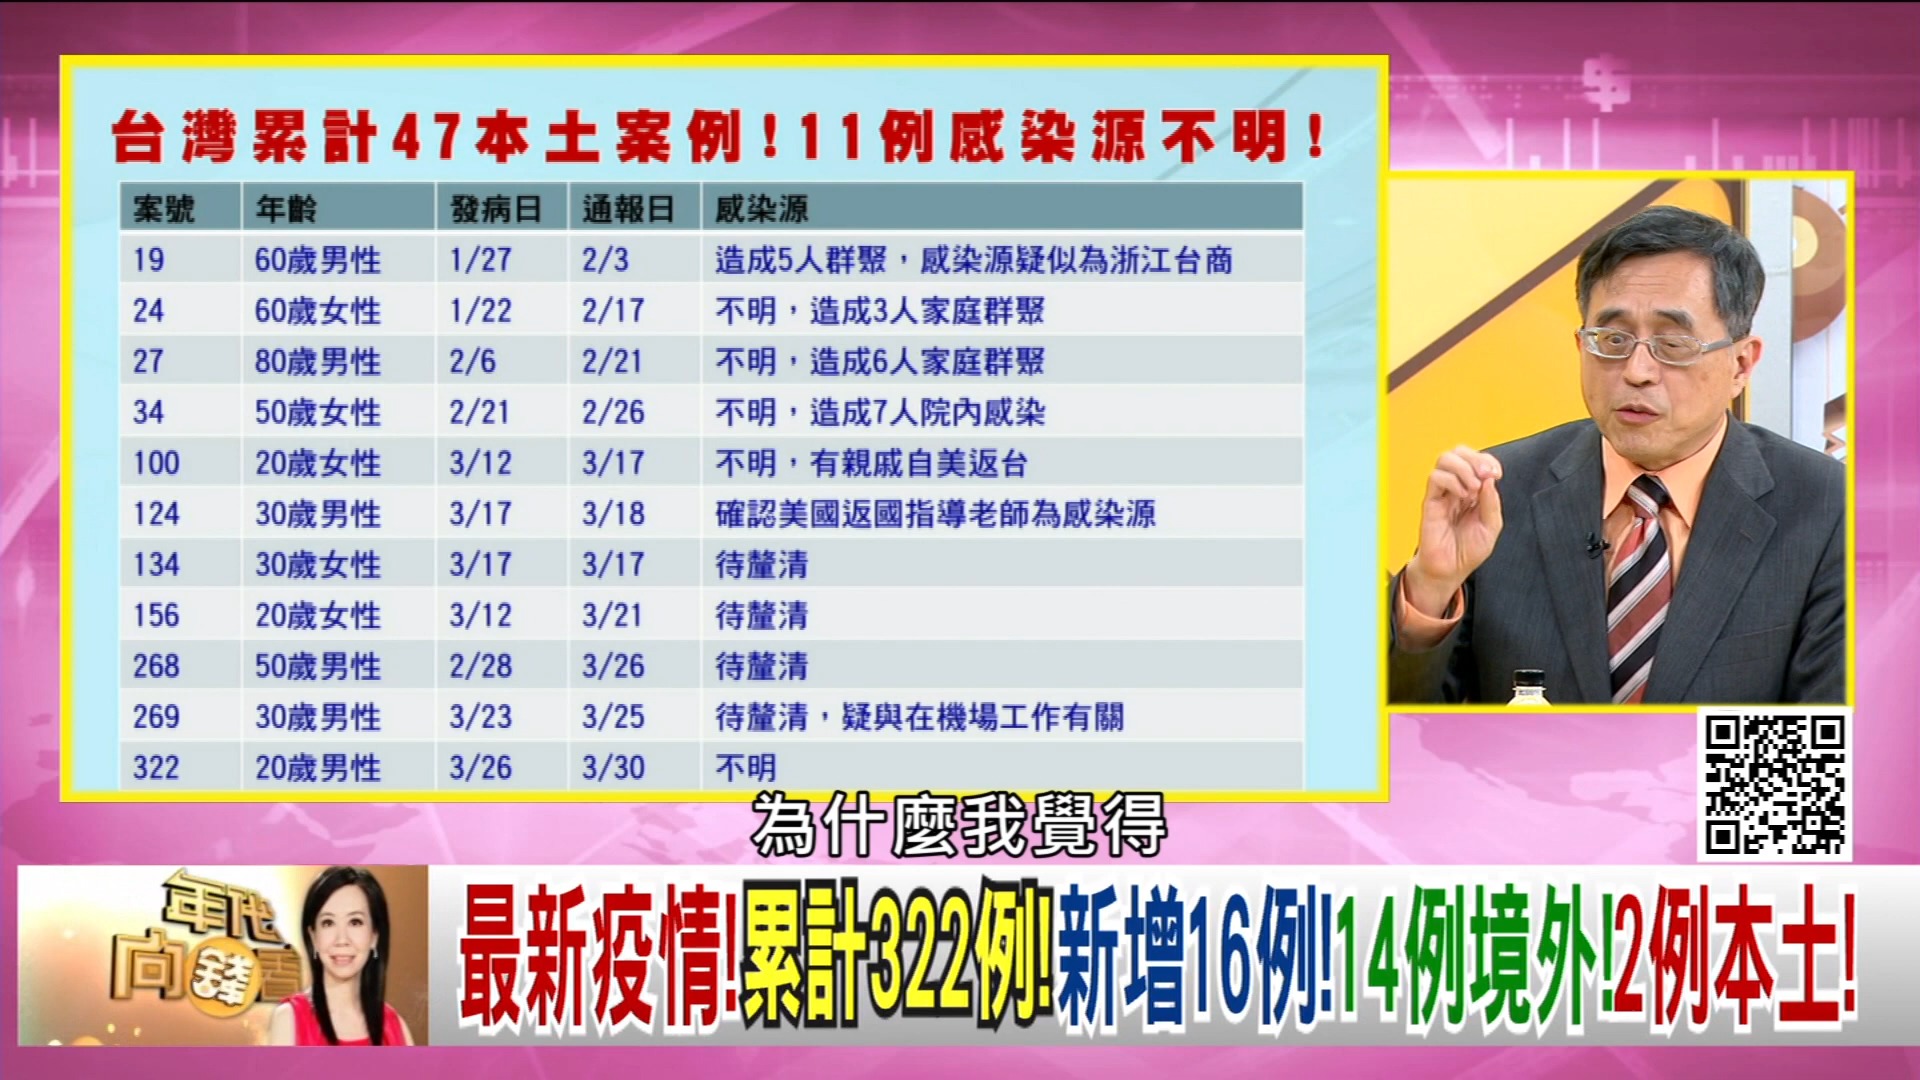 台灣累計47本土案例!11例感染源不明!
案號 年齡 發病日 通報日 感染源
19 60歲男性 1/27 2/3 造成5人群聚，感染源疑似為浙江台商
24 60歲女性 1/22 2/17 不明，造成3人家庭群聚
27 80歲男性 2/6 2/21 不明，造成6人家庭群聚
34 50歲女性 2/21 2/26 不明，造成7人院內感染
100 20歲女性 3/12 3/17 不明，有親戚自美返台
124 30歲男性 3/17 3/18 確認美國返國指導老師為感染源
134 30歲女性 3/17 3/17 待釐清
156 20歲女性 3/12 3/21 待釐清
268 50歲男性 2/28 3/26 待釐清
269 30歲男性 3/23 3/25 待釐清，疑與在機場工作有關
322 20歲男性 3/26 3/30 不明
為什麼我覺得
年代
向錢看
最新疫情!累計322例!新增16例!14例境外!2例本土!